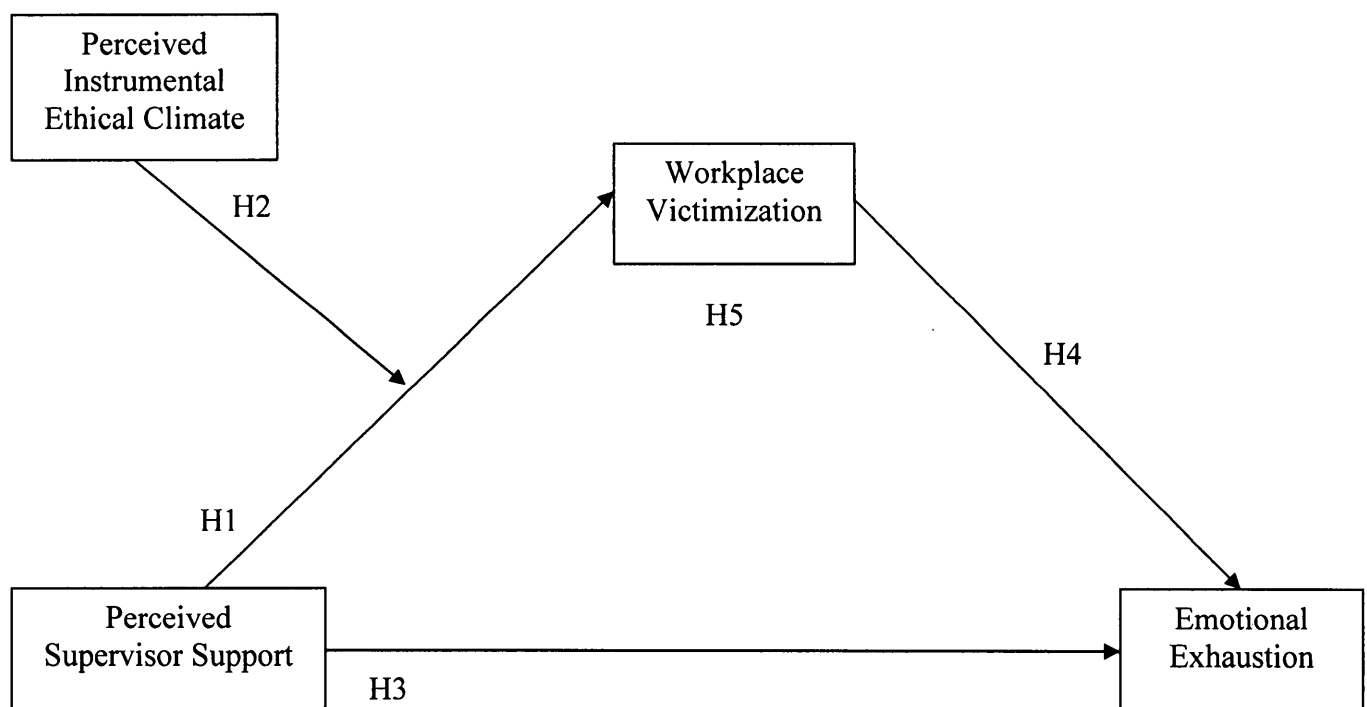 Perceived
Instrumental
Ethical Climate
H2
Workplace
Victimization
H5
H4
H1
Perceived
Supervisor Support
H3
Emotional
Exhaustion